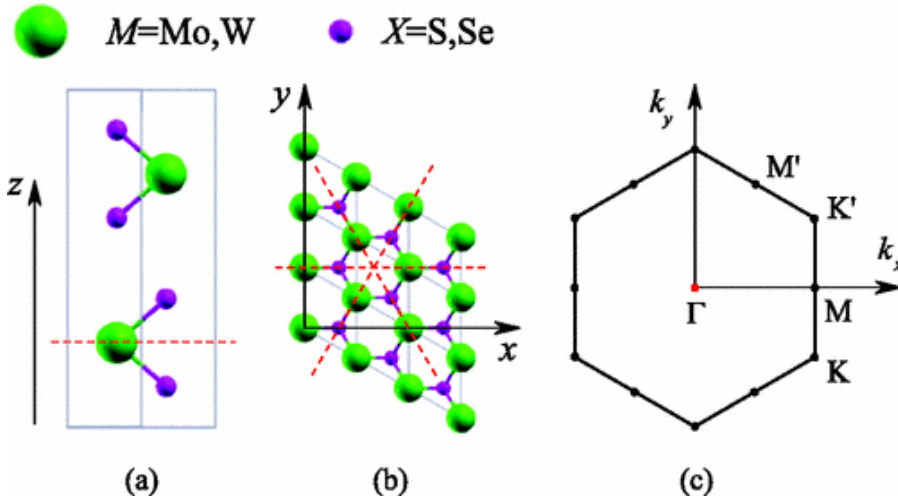 M=Mo,W X=S,Se
z
y
x
k_y
M'
K'
k_x
Γ
M
K
(a) (b) (c)